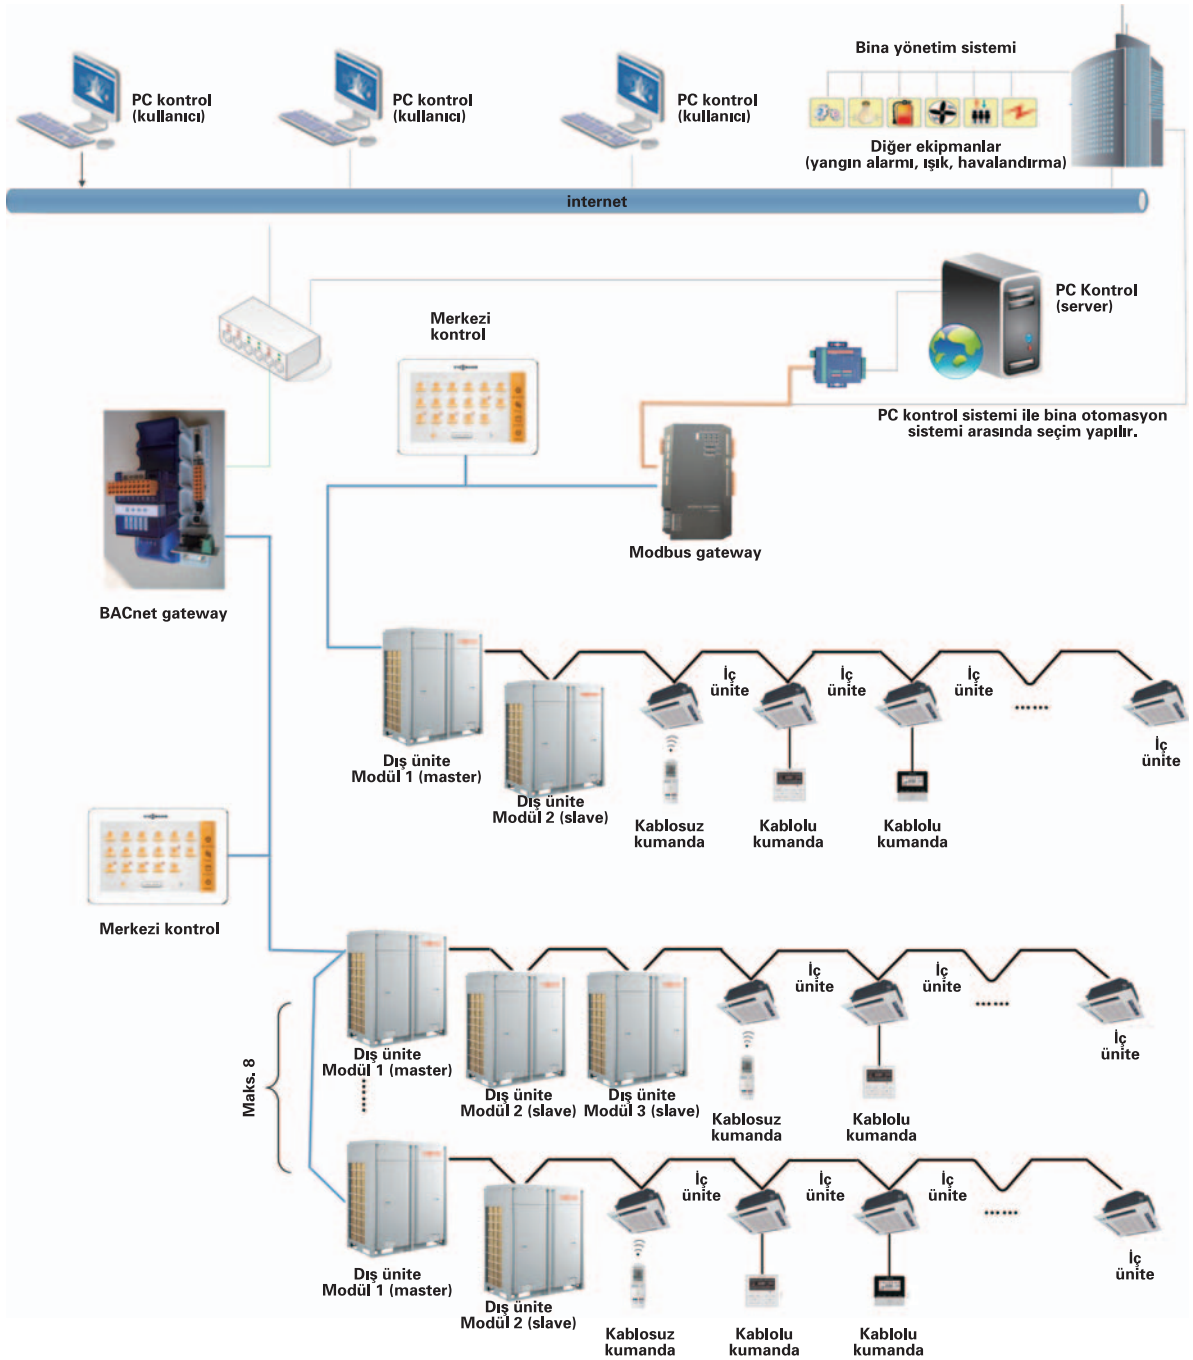 Bina yönetim sistemi
PC kontrol
(kullanıcı)
PC kontrol
(kullanıcı)
PC kontrol
(kullanıcı)
Diğer ekipmanlar
(yangın alarmı, ışık, havalandırma)
internet
PC Kontrol
(server)
Merkezi
kontrol
PC kontrol sistemi ile bina otomasyon
sistemi arasında seçim yapılır.
Modbus gateway
BACnet gateway
İç
ünite
İç
ünite
İç
ünite
......
İç
ünite
Dış ünite
Modül 1 (master)
Dış ünite
Modül 2 (slave)
Kablosuz
kumanda
Kablolu
kumanda
Kablolu
kumanda
Merkezi kontrol
İç
ünite
İç
ünite
......
İç
ünite
Maks. 8
Dış ünite
Modül 1 (master)
Dış ünite
Modül 2 (slave)
Dış ünite
Modül 3 (slave)
Kablosuz
kumanda
Kablolu
kumanda
İç
ünite
İç
ünite
İç
ünite
......
İç
ünite
Dış ünite
Modül 1 (master)
Dış ünite
Modül 2 (slave)
Kablosuz
kumanda
Kablolu
kumanda
Kablolu
kumanda